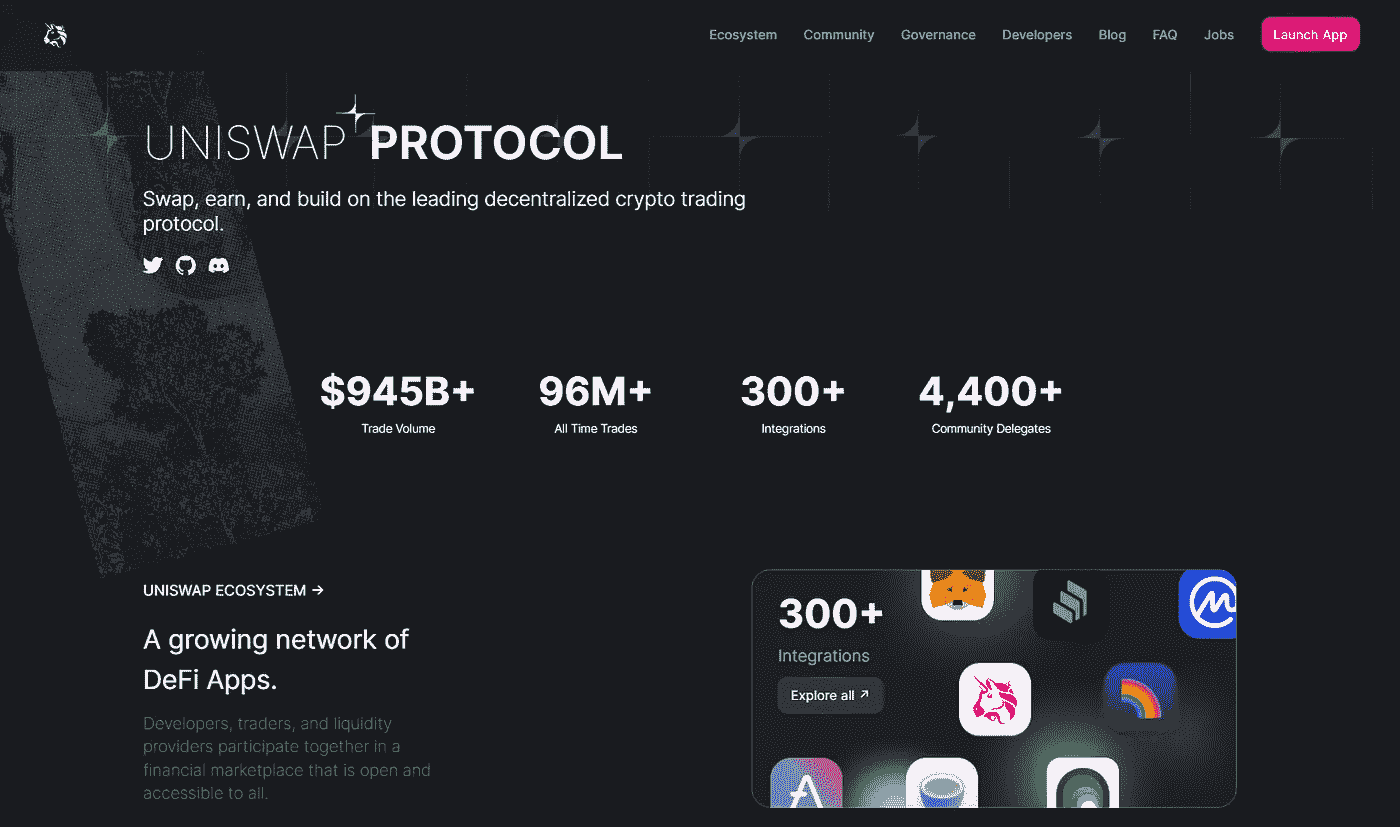 Ecosystem Community Governance Developers Blog FAQ Jobs Launch App
UNISWAP PROTOCOL
Swap, earn, and build on the leading decentralized crypto trading
protocol.
$945B+ 96M+ 300+ 4,400+
Trade Volume All Time Trades Integrations Community Delegates
UNISWAP ECOSYSTEM →
A growing network of
DeFi Apps.
Developers, traders, and liquidity
providers participate together in a
financial marketplace that is open and
accessible to all.
300+
Integrations
Explore all ↗